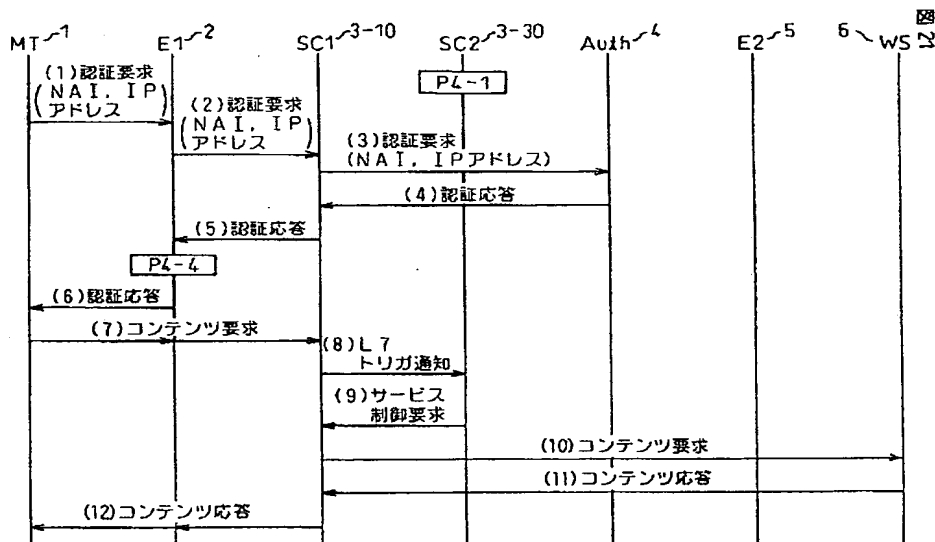 図21
MT 1 E1 2 SC1 3-10 SC2 3-30 Auth 4 E2 5 6 WS
P4-1
(1)認証要求
(NAI, IP
アドレス
(2)認証要求
(NAI, IP
アドレス
(3)認証要求
(NAI, IPアドレス)
(4)認証応答
(5)認証応答
P4-4
(6)認証応答
(7)コンテンツ要求
(8)L7
トリガ通知
(9)サービス
制御要求
(10)コンテンツ要求
(11)コンテンツ応答
(12)コンテンツ応答